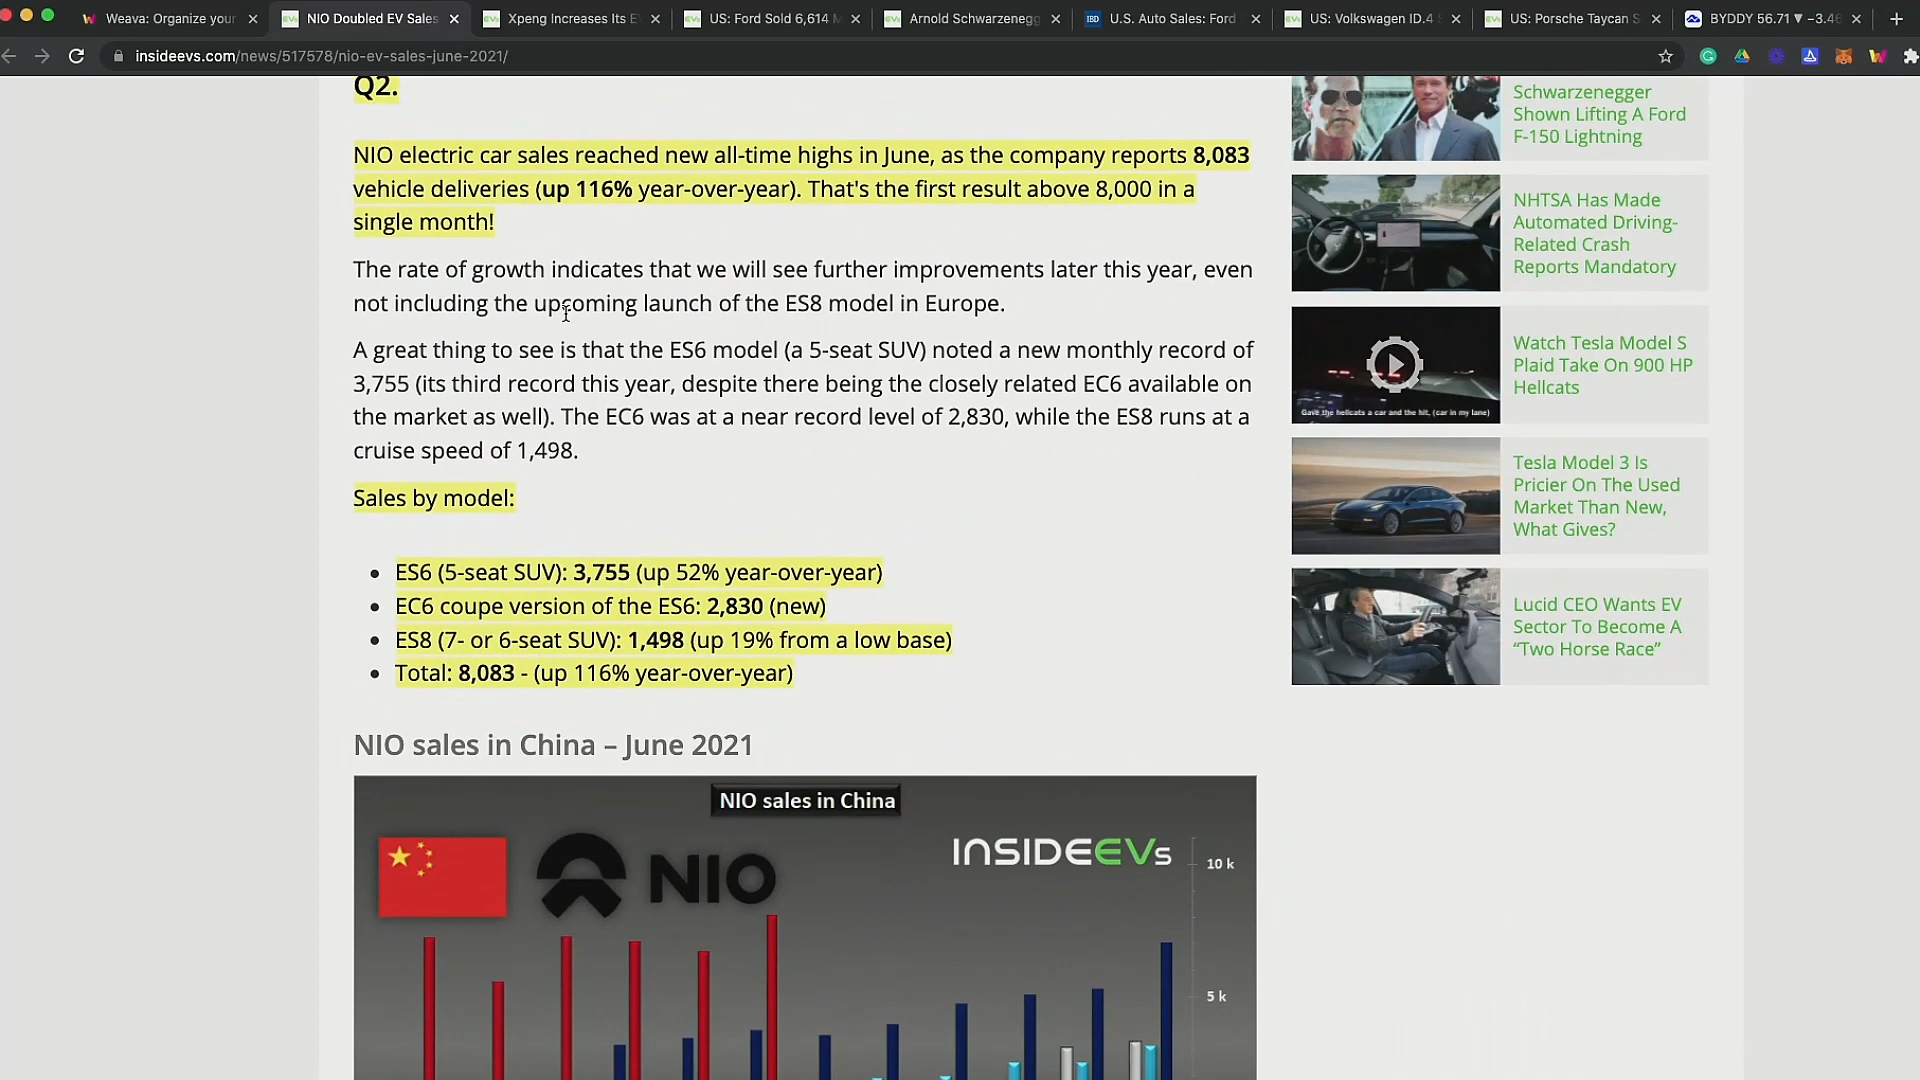 Weava: Organize your
NIO Doubled EV Sales
Xpeng Increases Its E
US: Ford Sold 6,614 M
Arnold Schwarzenegg
IBD
U.S. Auto Sales: Ford
US: Volkswagen ID.4 S
US: Porsche Taycan S
BYDDY 56.71 ▼ −3.46
insideevs.com/news/517578/nio-ev-sales-june-2021/
Q2.
NIO electric car sales reached new all-time highs in June, as the company reports 8,083
vehicle deliveries (up 116% year-over-year). That's the first result above 8,000 in a
single month!
The rate of growth indicates that we will see further improvements later this year, even
not including the upcoming launch of the ES8 model in Europe.
A great thing to see is that the ES6 model (a 5-seat SUV) noted a new monthly record of
3,755 (its third record this year, despite there being the closely related EC6 available on
the market as well). The EC6 was at a near record level of 2,830, while the ES8 runs at a
cruise speed of 1,498.
Sales by model:
• ES6 (5-seat SUV): 3,755 (up 52% year-over-year)
• EC6 coupe version of the ES6: 2,830 (new)
• ES8 (7- or 6-seat SUV): 1,498 (up 19% from a low base)
• Total: 8,083 - (up 116% year-over-year)
NIO sales in China – June 2021
NIO sales in China
NIO
INSIDEEVs
10 k
5 k
Schwarzenegger
Shown Lifting A Ford
F-150 Lightning
NHTSA Has Made
Automated Driving-
Related Crash
Reports Mandatory
Gave the hellcats a car and the hit, (car in my lane)
Watch Tesla Model S
Plaid Take On 900 HP
Hellcats
Tesla Model 3 Is
Pricier On The Used
Market Than New,
What Gives?
Lucid CEO Wants EV
Sector To Become A
“Two Horse Race”